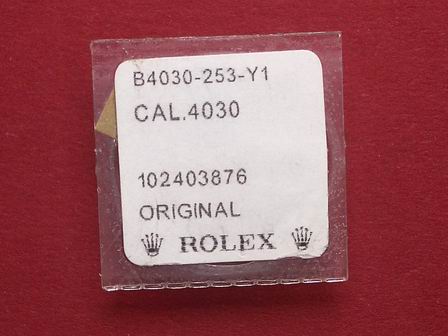 B4030-253-Y1
CAL.4030
102403876
ORIGINAL
ROLEX